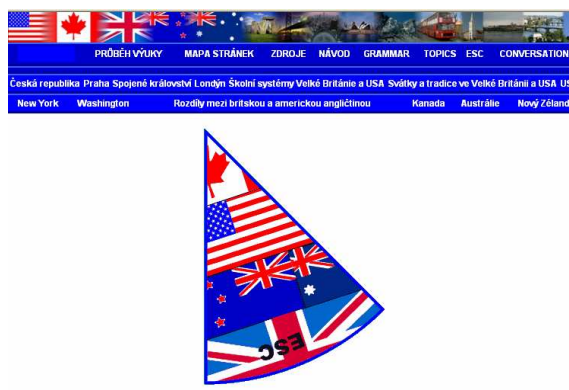 PRŮBĚH VÝUKY MAPA STRÁNEK ZDROJE NÁVOD GRAMMAR TOPICS ESC CONVERSATION
Česká republika Praha Spojené království Londýn Školní systémy Velké Británie a USA Svátky a tradice ve Velké Británii a USA US
New York Washington Rozdíly mezi britskou a americkou angličtinou Kanada Austrálie Nový Zéland
ESC